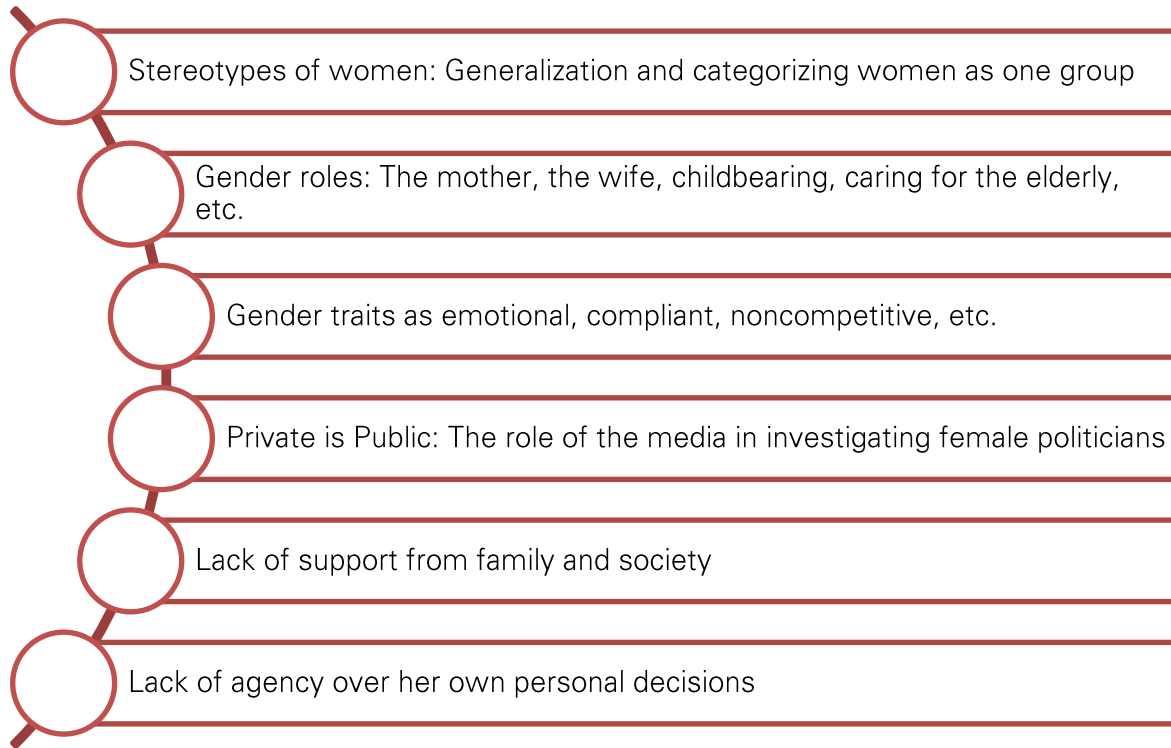 Stereotypes of women: Generalization and categorizing women as one group
Gender roles: The mother, the wife, childbearing, caring for the elderly,
etc.
Gender traits as emotional, compliant, noncompetitive, etc.
Private is Public: The role of the media in investigating female politicians
Lack of support from family and society
Lack of agency over her own personal decisions